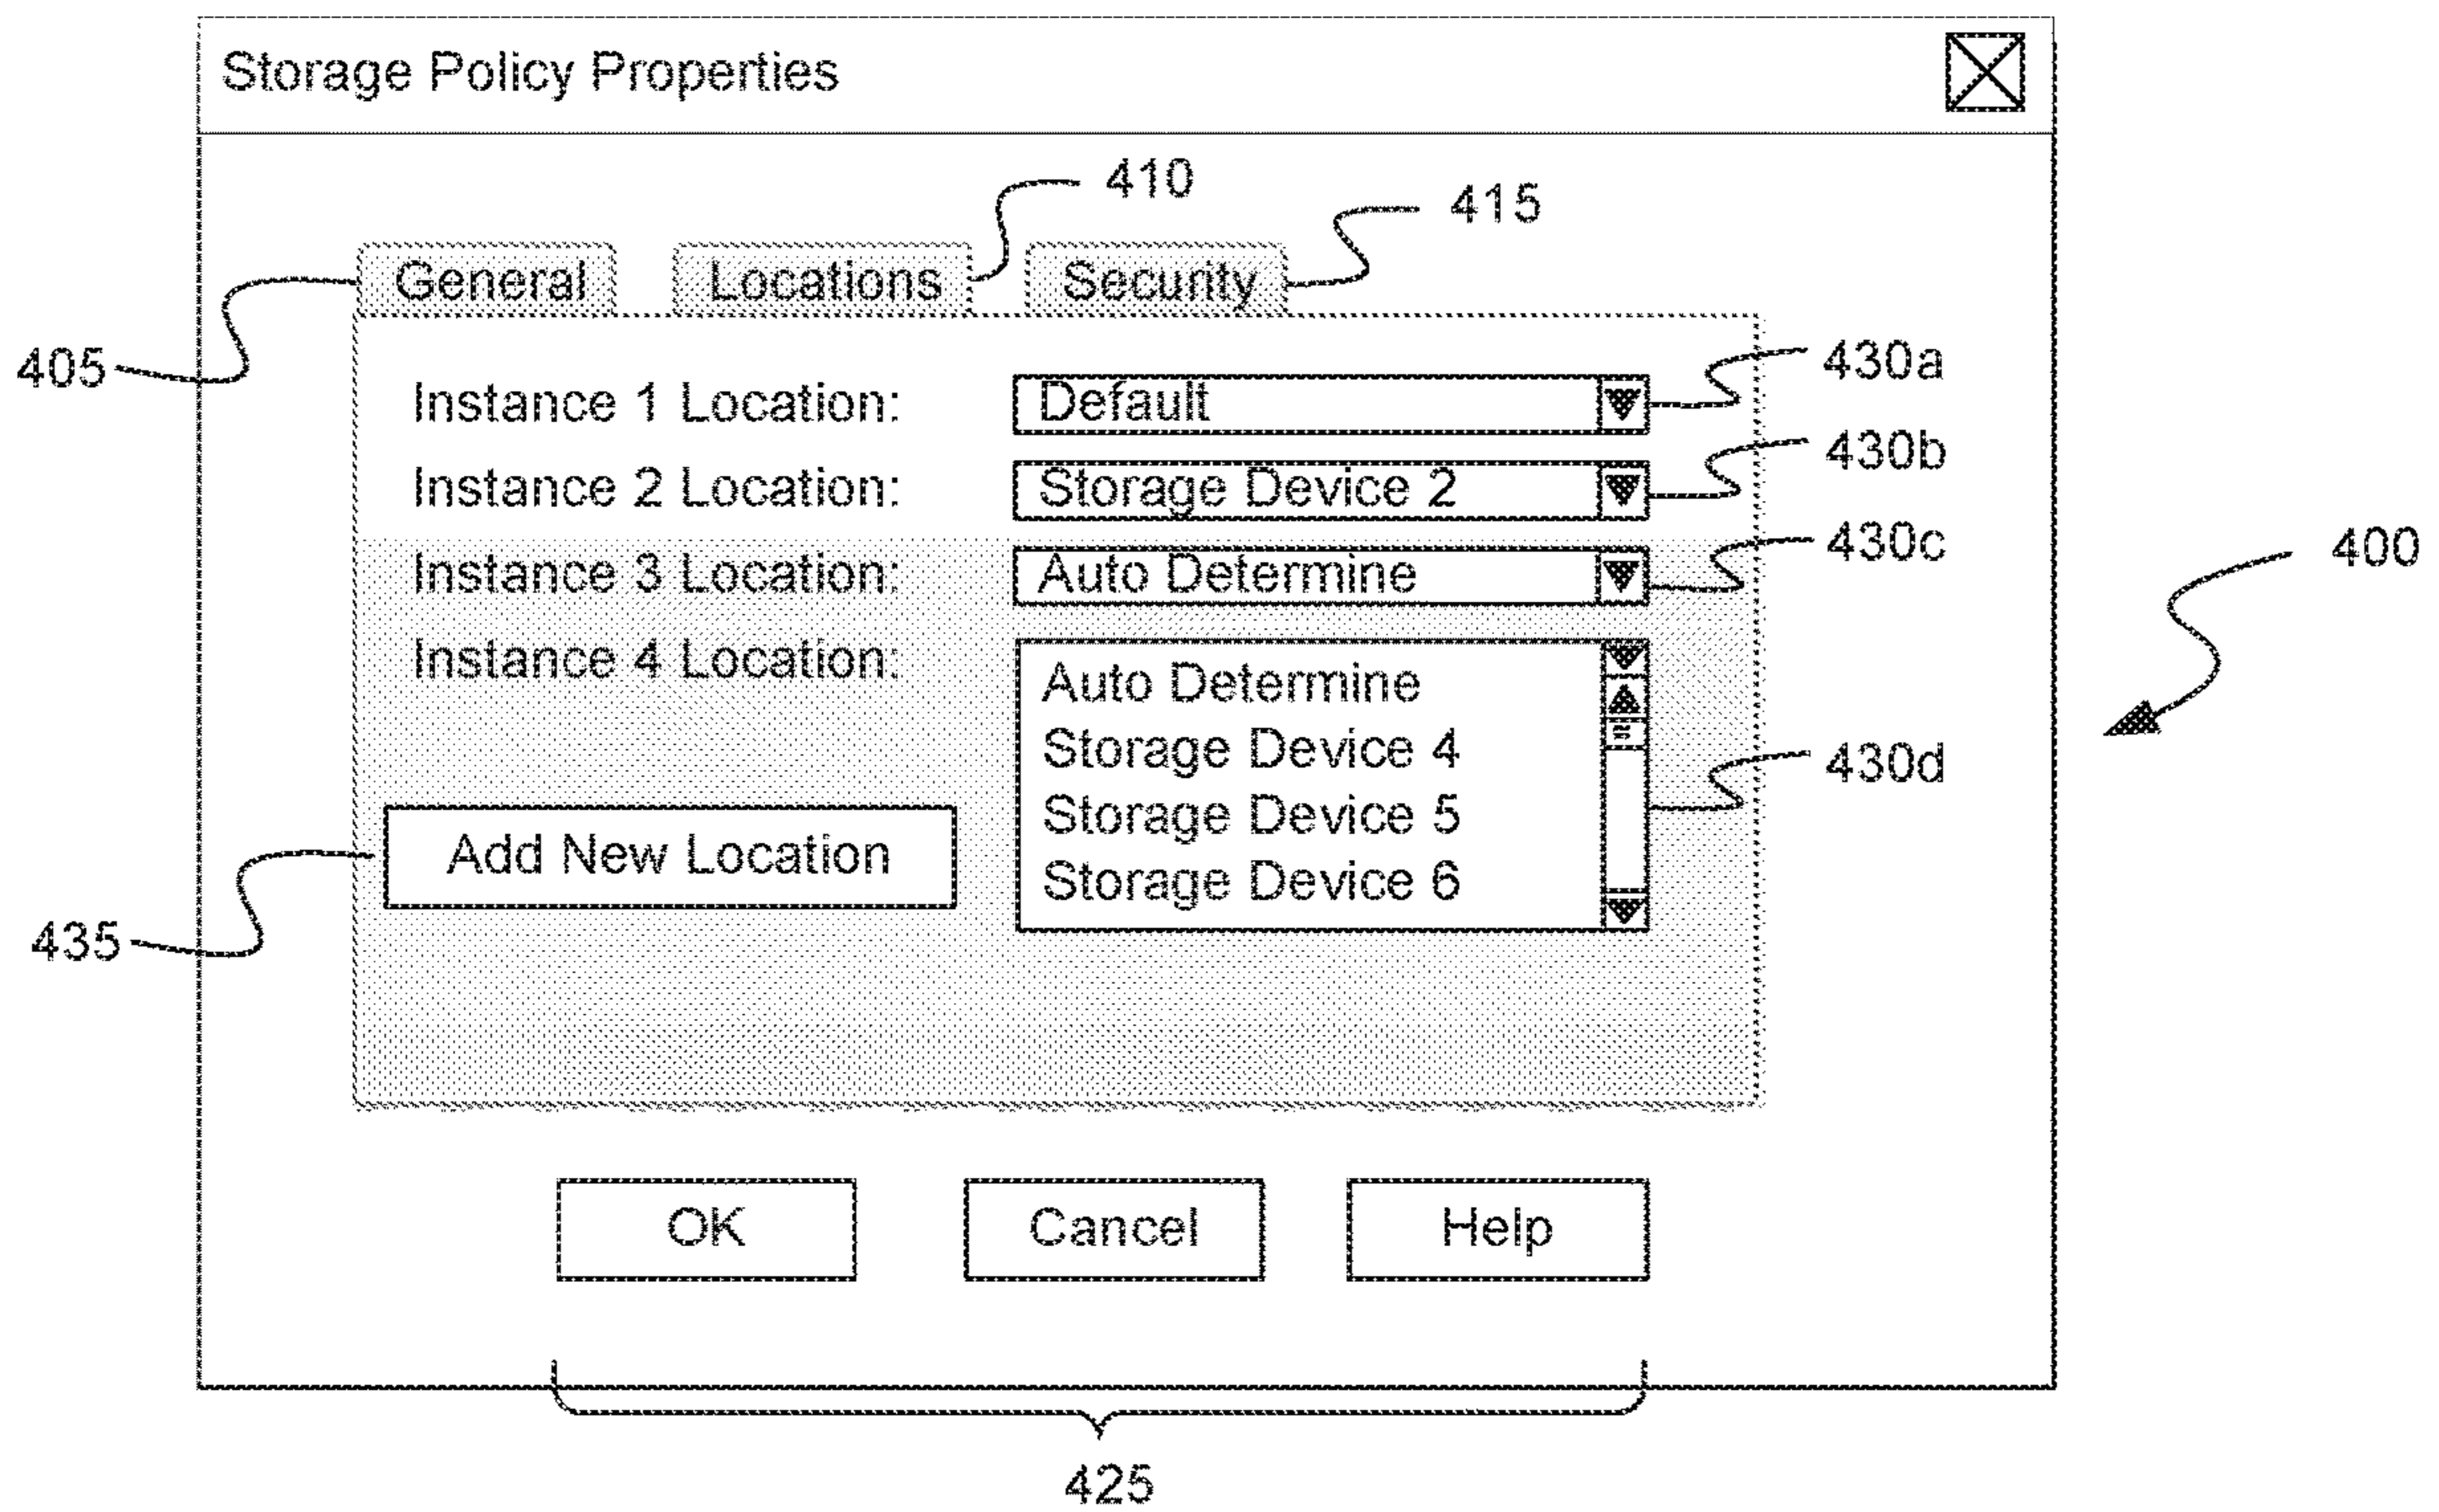 Storage Policy Properties
410
415
General Locations Security
405
Instance 1 Location: Default 430a
Instance 2 Location: Storage Device 2 430b
Instance 3 Location: Auto Determine 430c
400
Instance 4 Location: Auto Determine
Storage Device 4
430d
Storage Device 5
Add New Location
Storage Device 6
435
OK Cancel Help
425